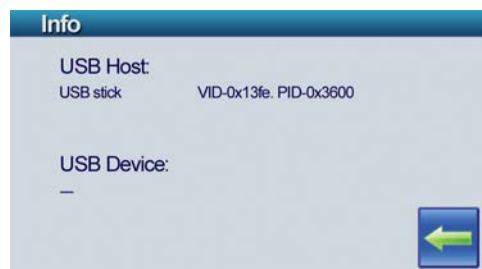 Info
USB Host:
USB stick VID-0x13fe. PID-0x3600
USB Device:
—